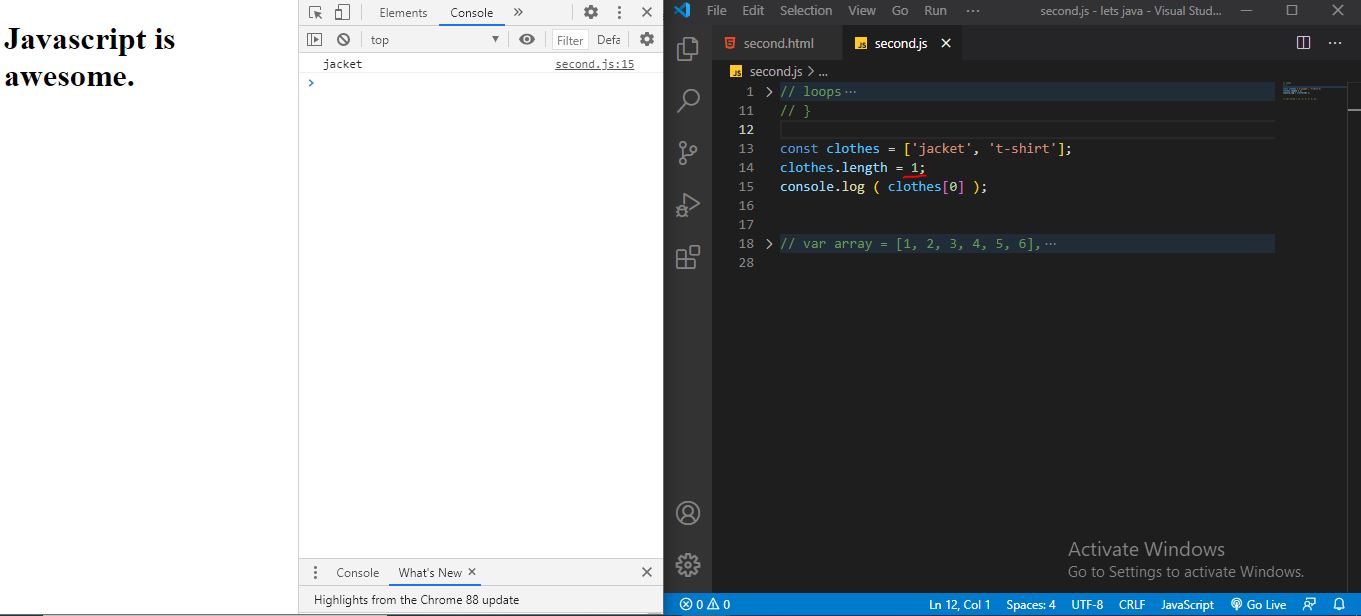 Javascript is
awesome.
Elements Console »
top Filter Defa
jacket second.js:15
Console What's New
Highlights from the Chrome 88 update
File Edit Selection View Go Run ··· second.js - lets java - Visual Stud...
second.html JS second.js
JS second.js > ...
1 // loops ···
11 // }
12
13 const clothes = ['jacket', 't-shirt'];
14 clothes.length = 1;
15 console.log ( clothes[0] );
16
17
18 // var array = [1, 2, 3, 4, 5, 6], ···
28
Activate Windows
Go to Settings to activate Windows.
0 0 Ln 12, Col 1 Spaces: 4 UTF-8 CRLF JavaScript Go Live